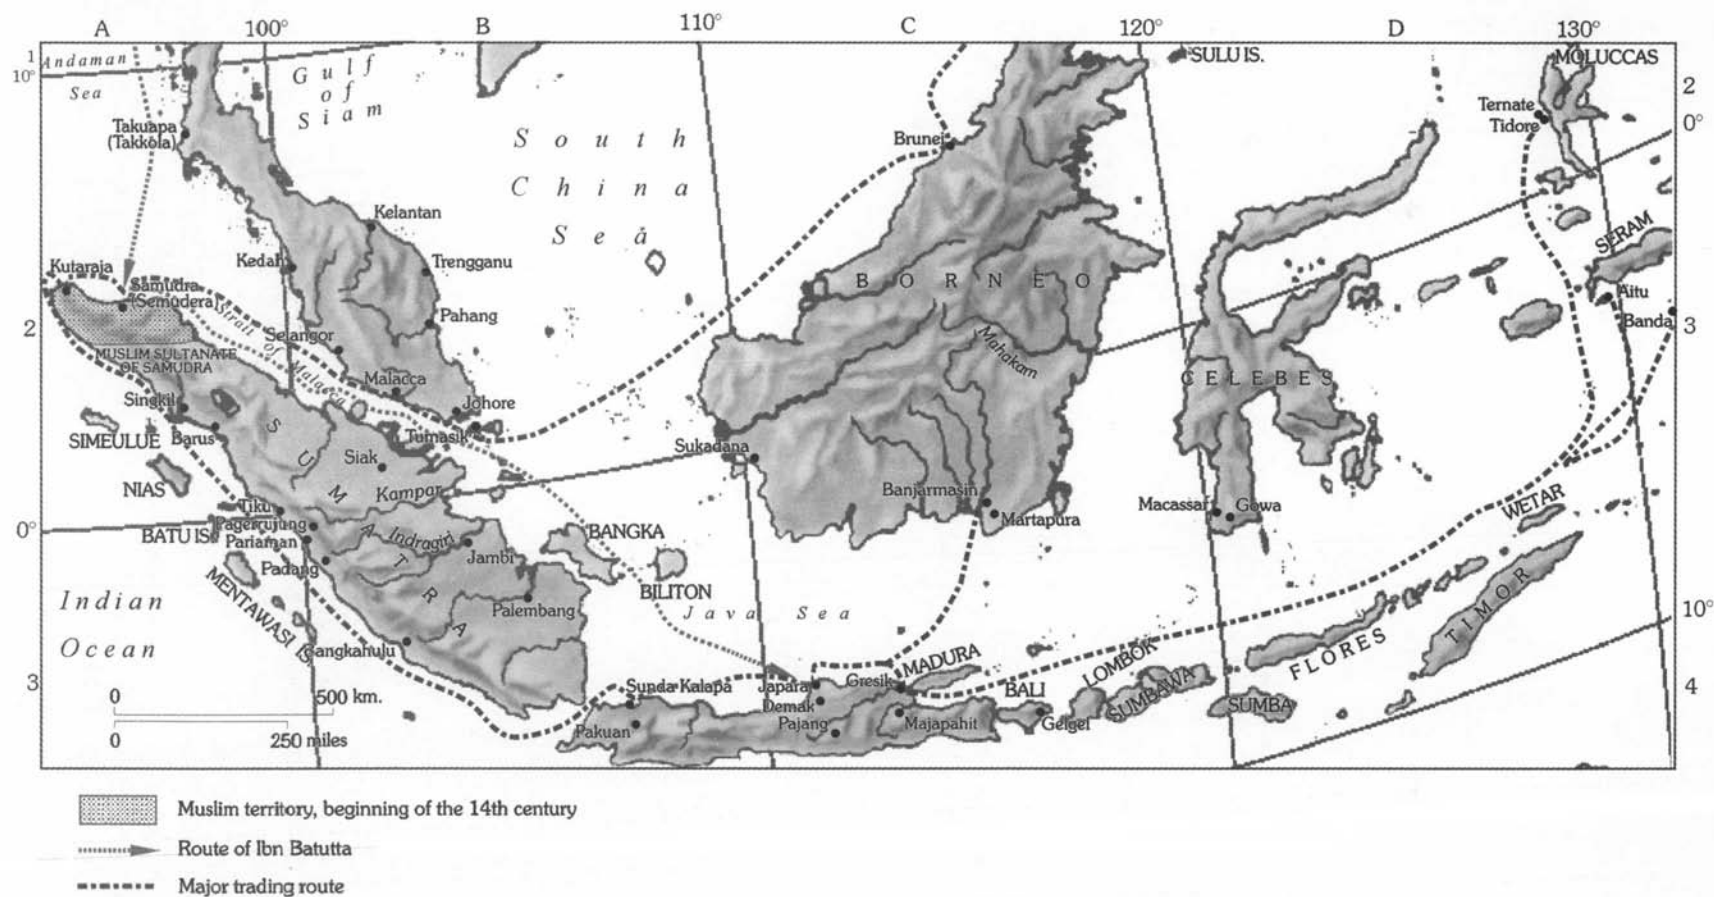 A
100°
B
110°
C
120°
D
130°
1
10°
Andaman
Sea
Gulf
of
Siam
SULU IS.
MOLUCCAS
2
0°
Takuapa
(Takkola)
South
China
Sea
Brunei
Ternate
Tidore
Kelantan
Kedah
Trengganu
SERAM
Kutaraja
Samudra
(Semudera)
Strait
of
Malacca
BORNEO
Aitu
Banda
2
Pahang
Selangor
3
MUSLIM SULTANATE
OF SAMUDRA
Mahakam
Malacca
CELEBES
Singkil
Johore
SIMEULUE
Barus
Tumasik
Sukadana
SUMATRA
Siak
NIAS
Kampar
Banjarmasin
Martapura
Macassar
Gowa
WETAR
Tiku
Pagerrujung
0°
BATU IS.
Pariaman
Indragiri
BANGKA
Jambi
Padang
MENTAWASI IS.
BILITON
Palembang
Indian
Ocean
Java Sea
10°
TIMOR
Bangkahulu
MADURA
LOMBOK
FLORES
3
0
500 km.
Sunda Kalapa
Japara
Gresik
BALI
SUMBAWA
4
Demak
SUMBA
0
250 miles
Pakuan
Pajang
Majapahit
Gelgel
Muslim territory, beginning of the 14th century
Route of Ibn Batutta
Major trading route